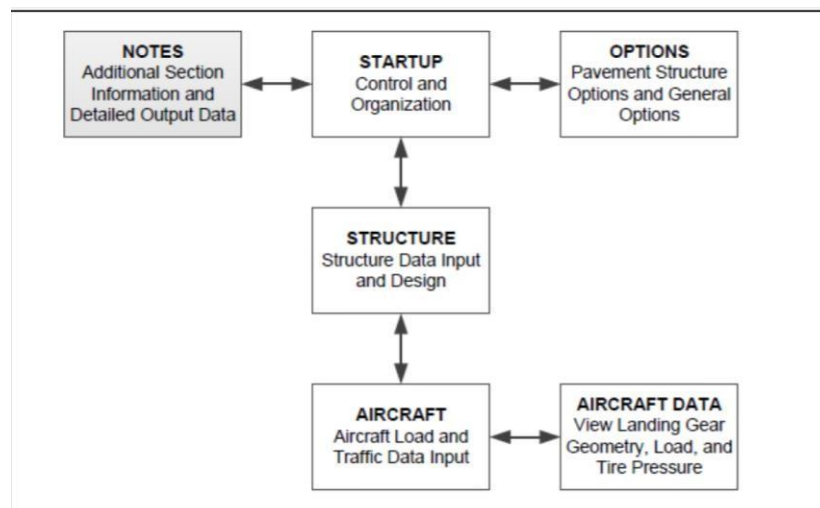 NOTES
Additional Section
Information and
Detailed Output Data
STARTUP
Control and
Organization
OPTIONS
Pavement Structure
Options and General
Options
STRUCTURE
Structure Data Input
and Design
AIRCRAFT
Aircraft Load and
Traffic Data Input
AIRCRAFT DATA
View Landing Gear
Geometry, Load, and
Tire Pressure